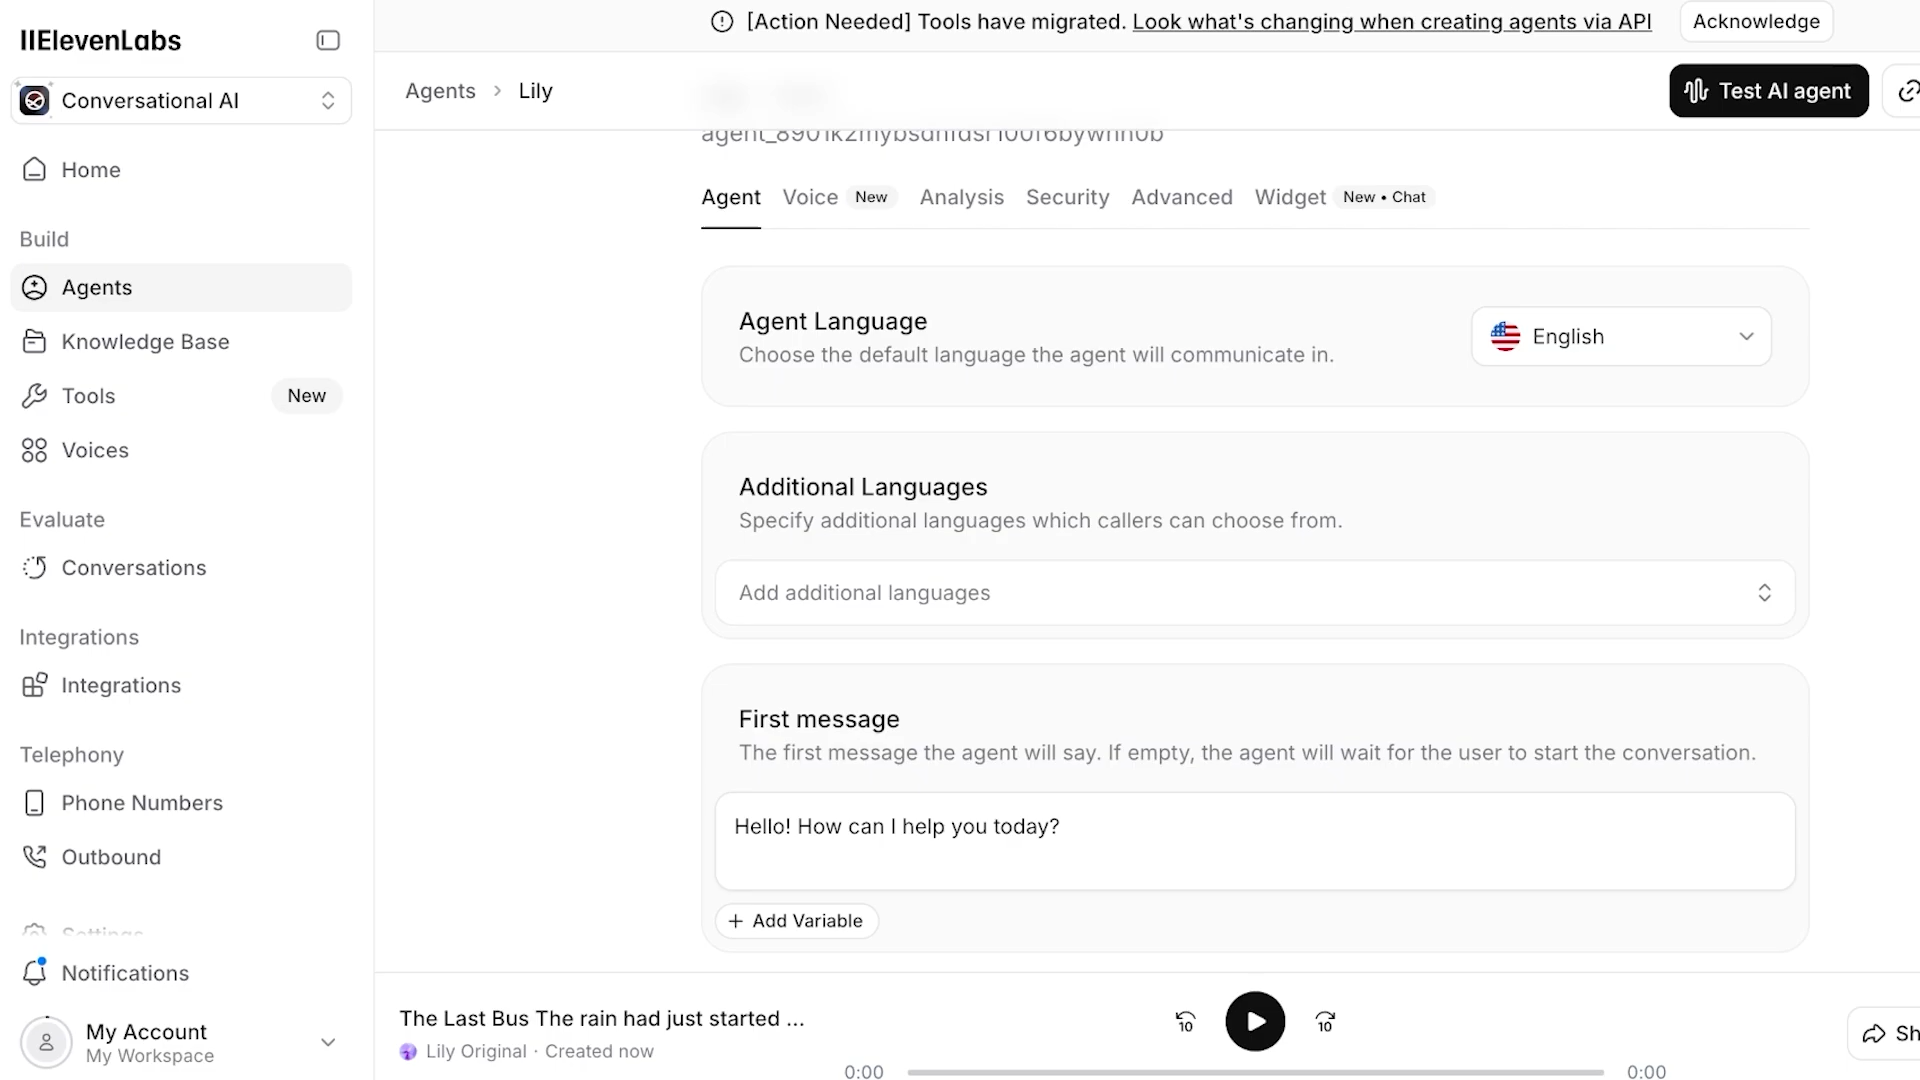 IIElevenLabs
Conversational AI
Home
Build
Agents
Knowledge Base
Tools New
Voices
Evaluate
Conversations
Integrations
Integrations
Telephony
Phone Numbers
Outbound
Settings
Notifications
My Account
My Workspace
[Action Needed] Tools have migrated. Look what's changing when creating agents via API
Acknowledge
Agents > Lily
Test AI agent
Agent Voice New Analysis Security Advanced Widget New • Chat
Agent Language
Choose the default language the agent will communicate in.
English
Additional Languages
Specify additional languages which callers can choose from.
Add additional languages
First message
The first message the agent will say. If empty, the agent will wait for the user to start the conversation.
Hello! How can I help you today?
+ Add Variable
The Last Bus The rain had just started ...
Lily Original · Created now
10
10
0:00
0:00
Sh